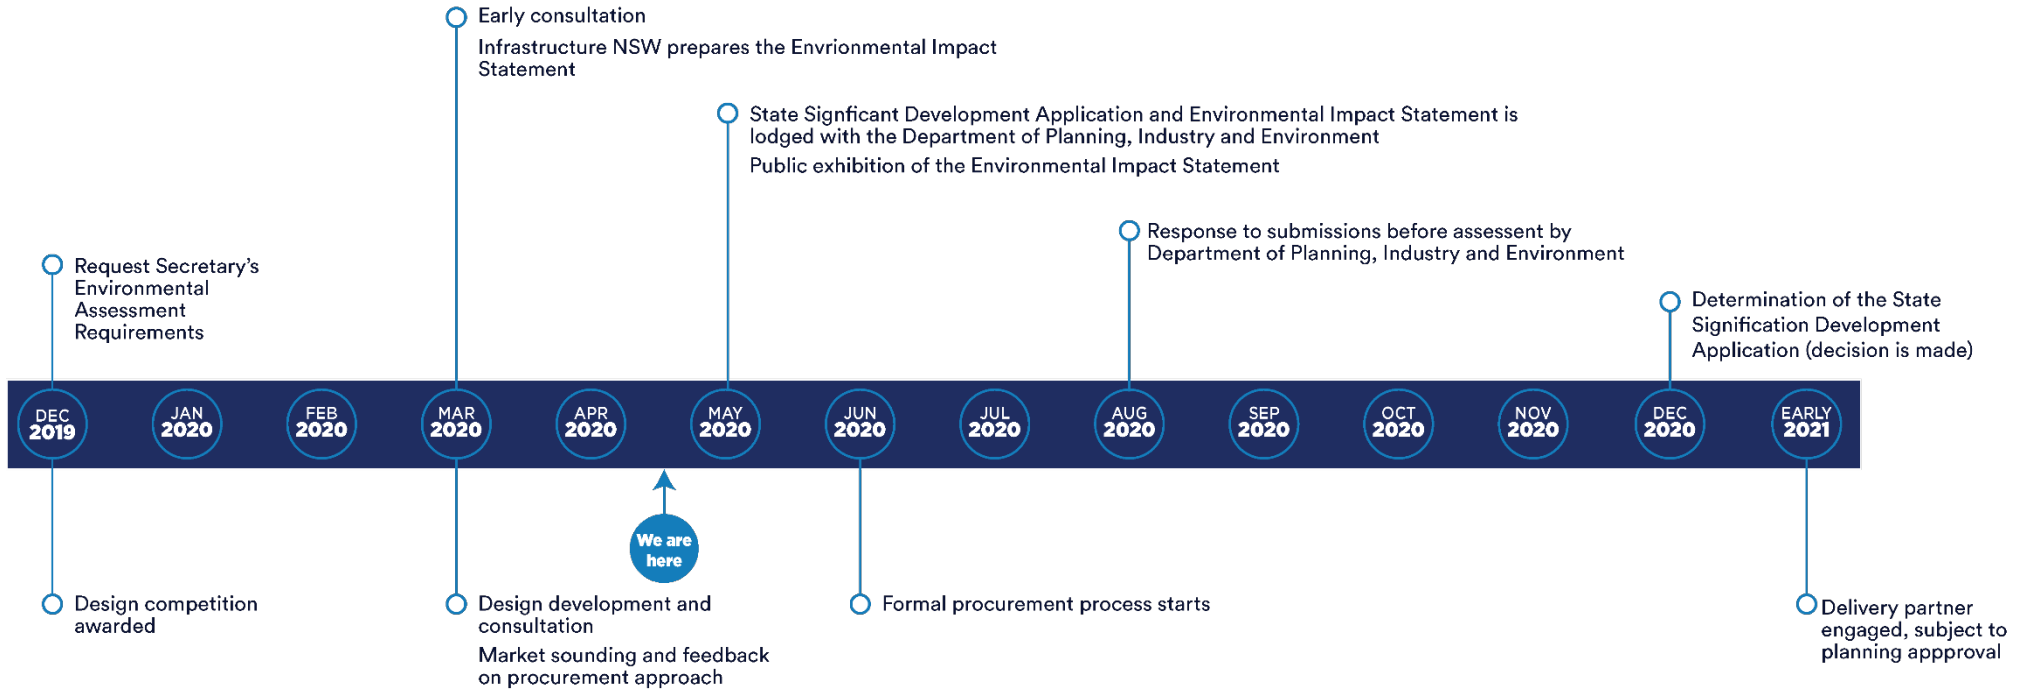 Early consultation
Infrastructure NSW prepares the Envrionmental Impact
Statement
State Signficant Development Application and Environmental Impact Statement is
lodged with the Department of Planning, Industry and Environment
Public exhibition of the Environmental Impact Statement
Response to submissions before assessent by
Department of Planning, Industry and Environment
Request Secretary's
Environmental
Assessment
Requirements
Determination of the State
Signification Development
Application (decision is made)
DEC
2019
JAN
2020
FEB
2020
MAR
2020
APR
2020
MAY
2020
JUN
2020
JUL
2020
AUG
2020
SEP
2020
OCT
2020
NOV
2020
DEC
2020
EARLY
2021
We are
here
Design competition
awarded
Design development and
consultation
Market sounding and feedback
on procurement approach
Formal procurement process starts
Delivery partner
engaged, subject to
planning appproval